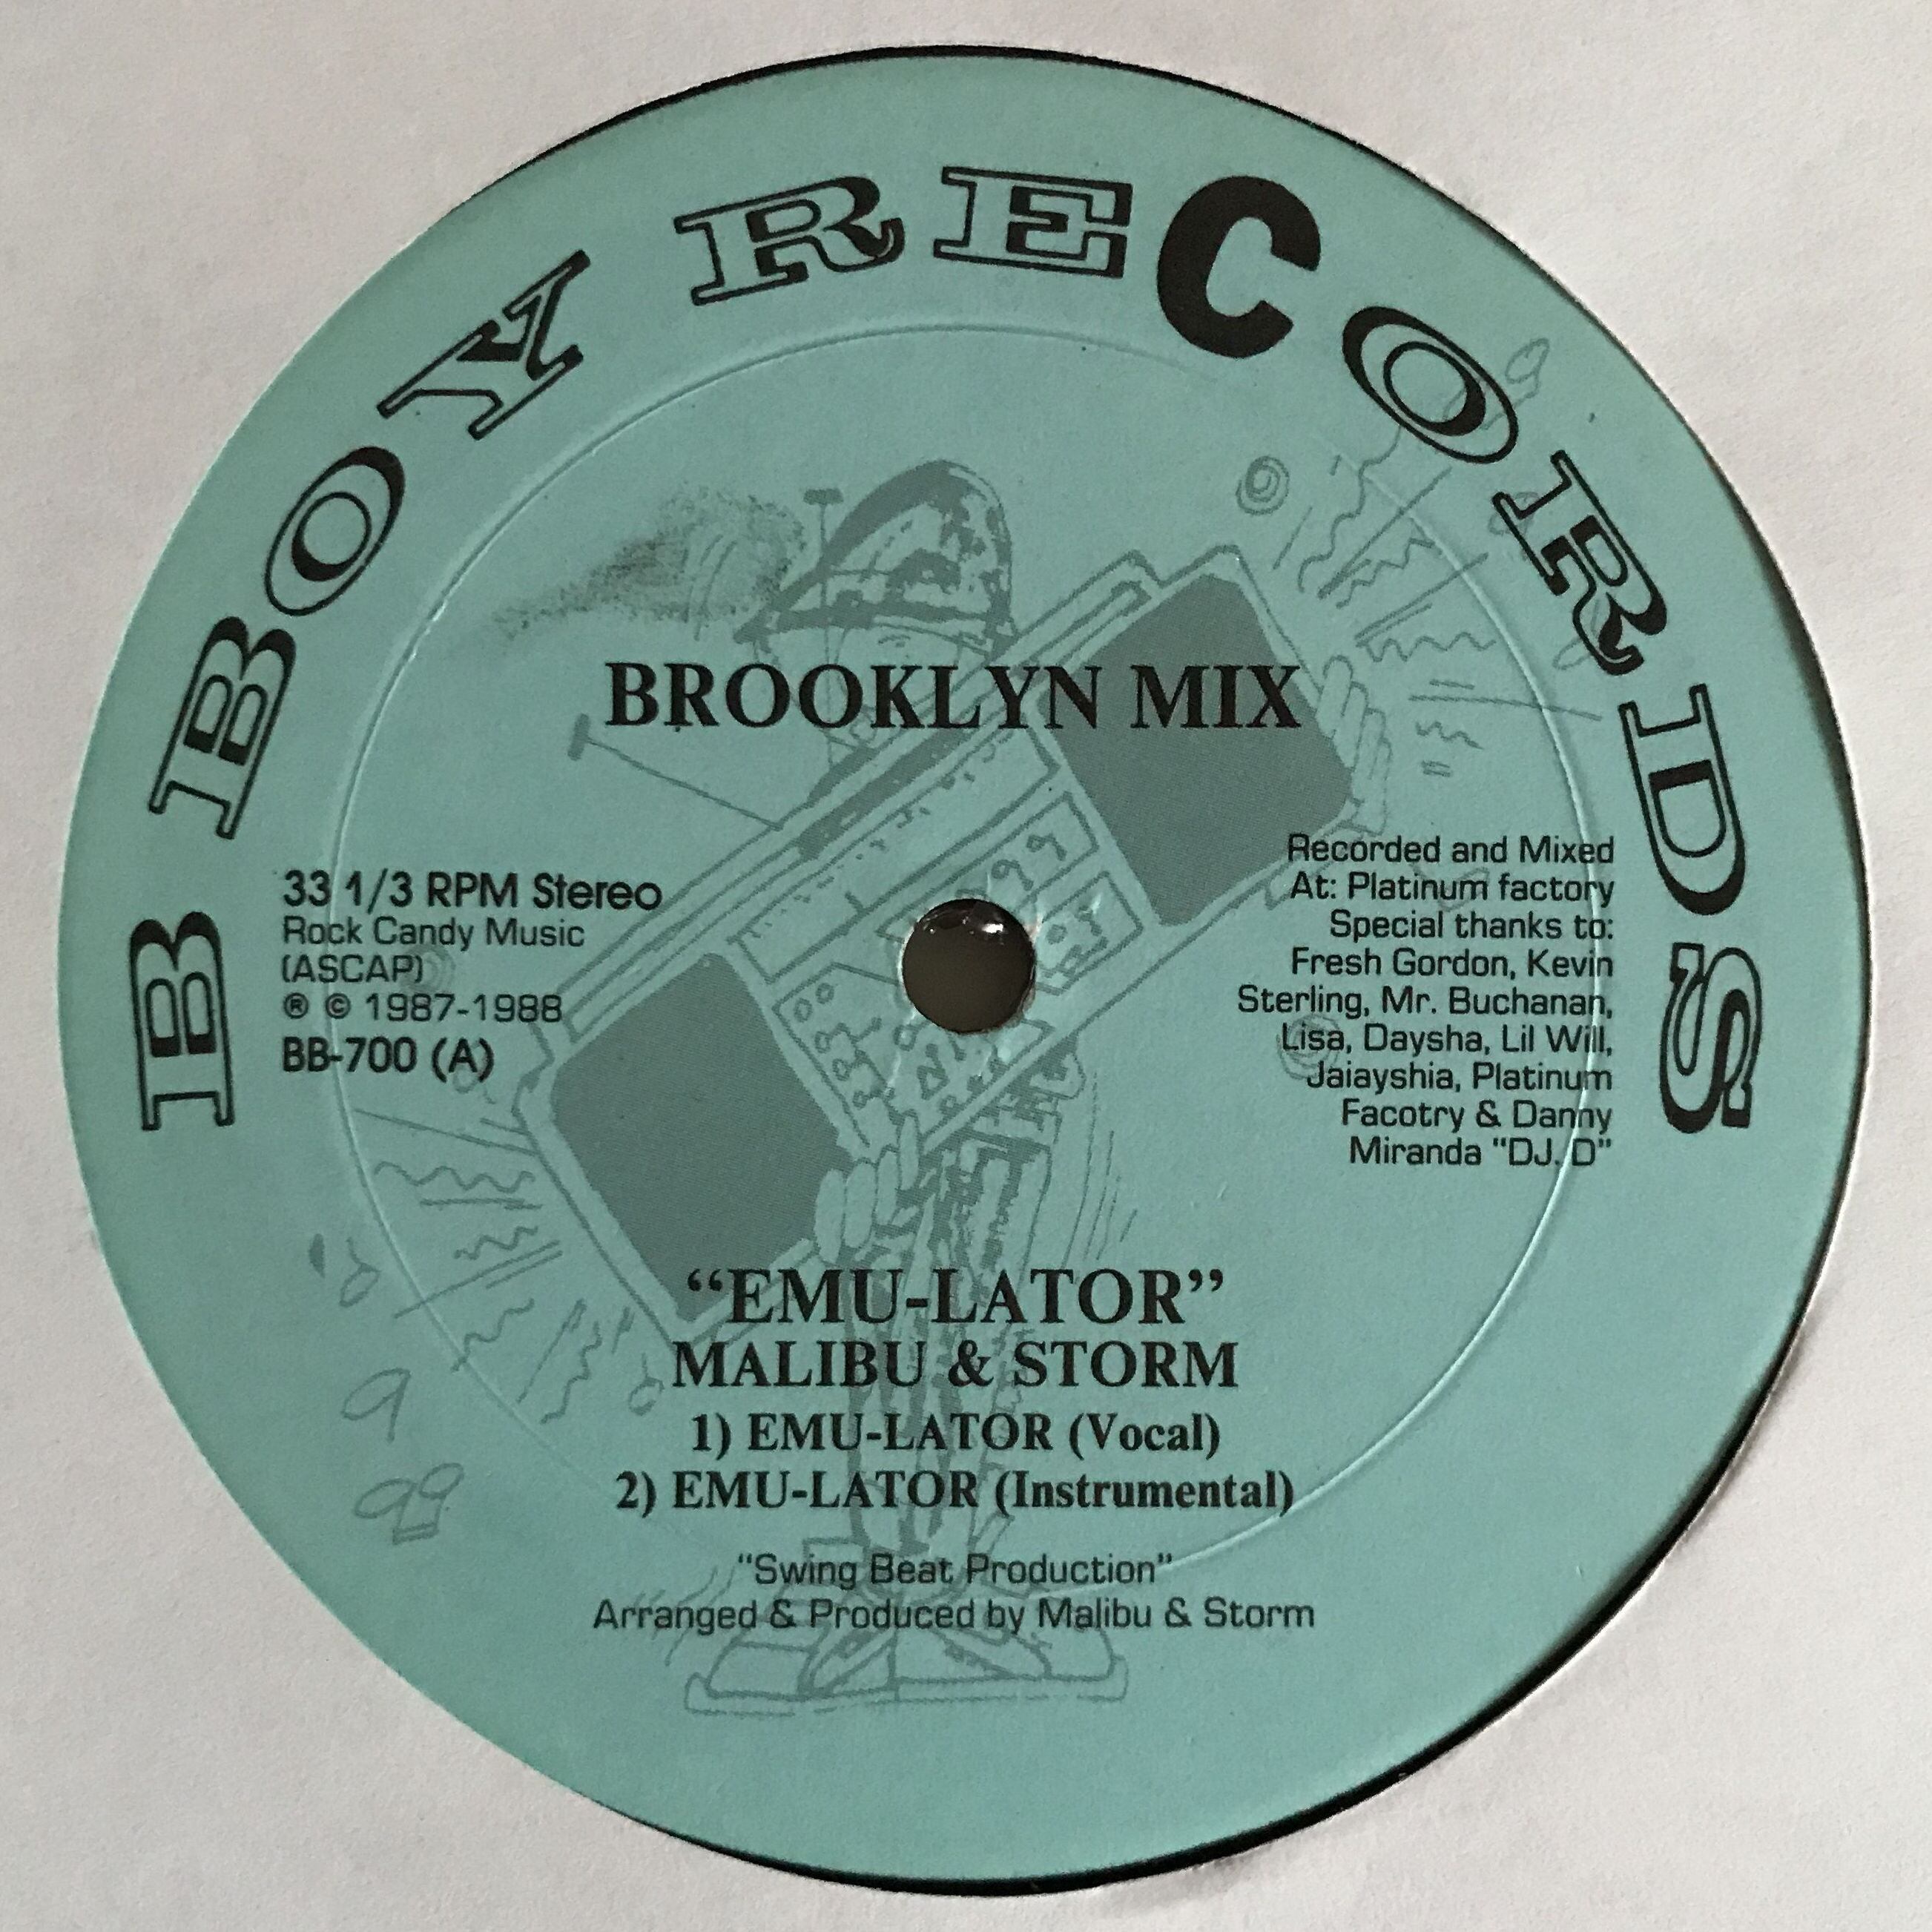 B BOY RECORDS
BROOKLYN MIX
33 1/3 RPM Stereo
Rock Candy Music
(ASCAP)
® © 1987-1988
BB-700 (A)
Recorded and Mixed
At: Platinum factory
Special thanks to:
Fresh Gordon, Kevin
Sterling, Mr. Buchanan,
Lisa, Daysha, Lil Will,
Jaiayshia, Platinum
Facotry & Danny
Miranda "DJ. D"
“EMU-LATOR”
MALIBU & STORM
1) EMU-LATOR (Vocal)
2) EMU-LATOR (Instrumental)
"Swing Beat Production"
Arranged & Produced by Malibu & Storm